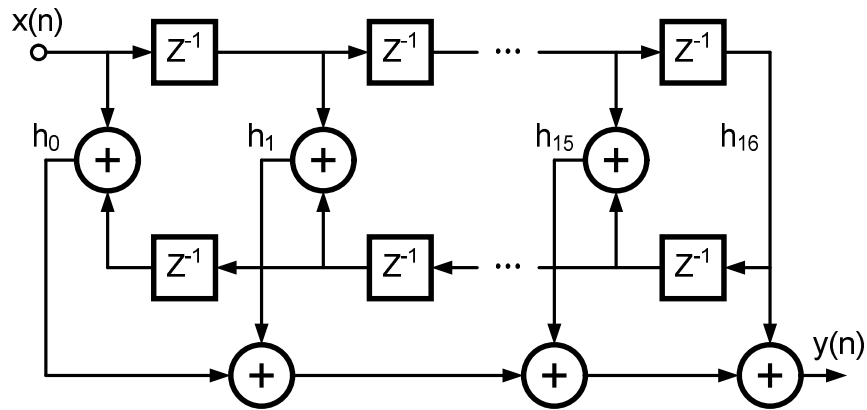 x(n)
Z⁻¹ Z⁻¹ ... Z⁻¹
h₀ + h₁ + h₁₅ + h₁₆
Z⁻¹ Z⁻¹ ... Z⁻¹
y(n)
+ + +